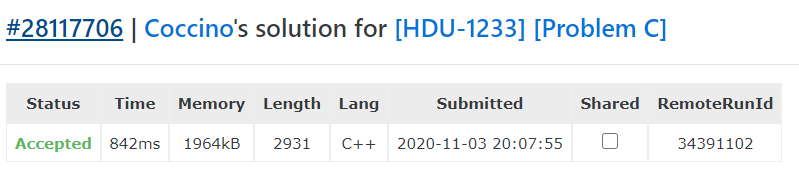 #28117706 | Coccino's solution for [HDU-1233] [Problem C]
Status Time Memory Length Lang Submitted Shared RemoteRunId
Accepted 842ms 1964kB 2931 C++ 2020-11-03 20:07:55 34391102